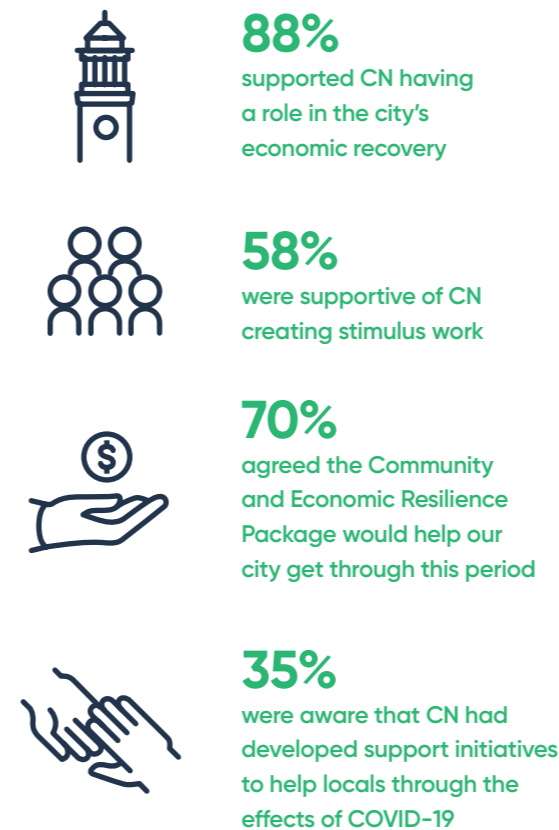 88%
supported CN having
a role in the city's
economic recovery
58%
were supportive of CN
creating stimulus work
$
70%
agreed the Community
and Economic Resilience
Package would help our
city get through this period
35%
were aware that CN had
developed support initiatives
to help locals through the
effects of COVID-19